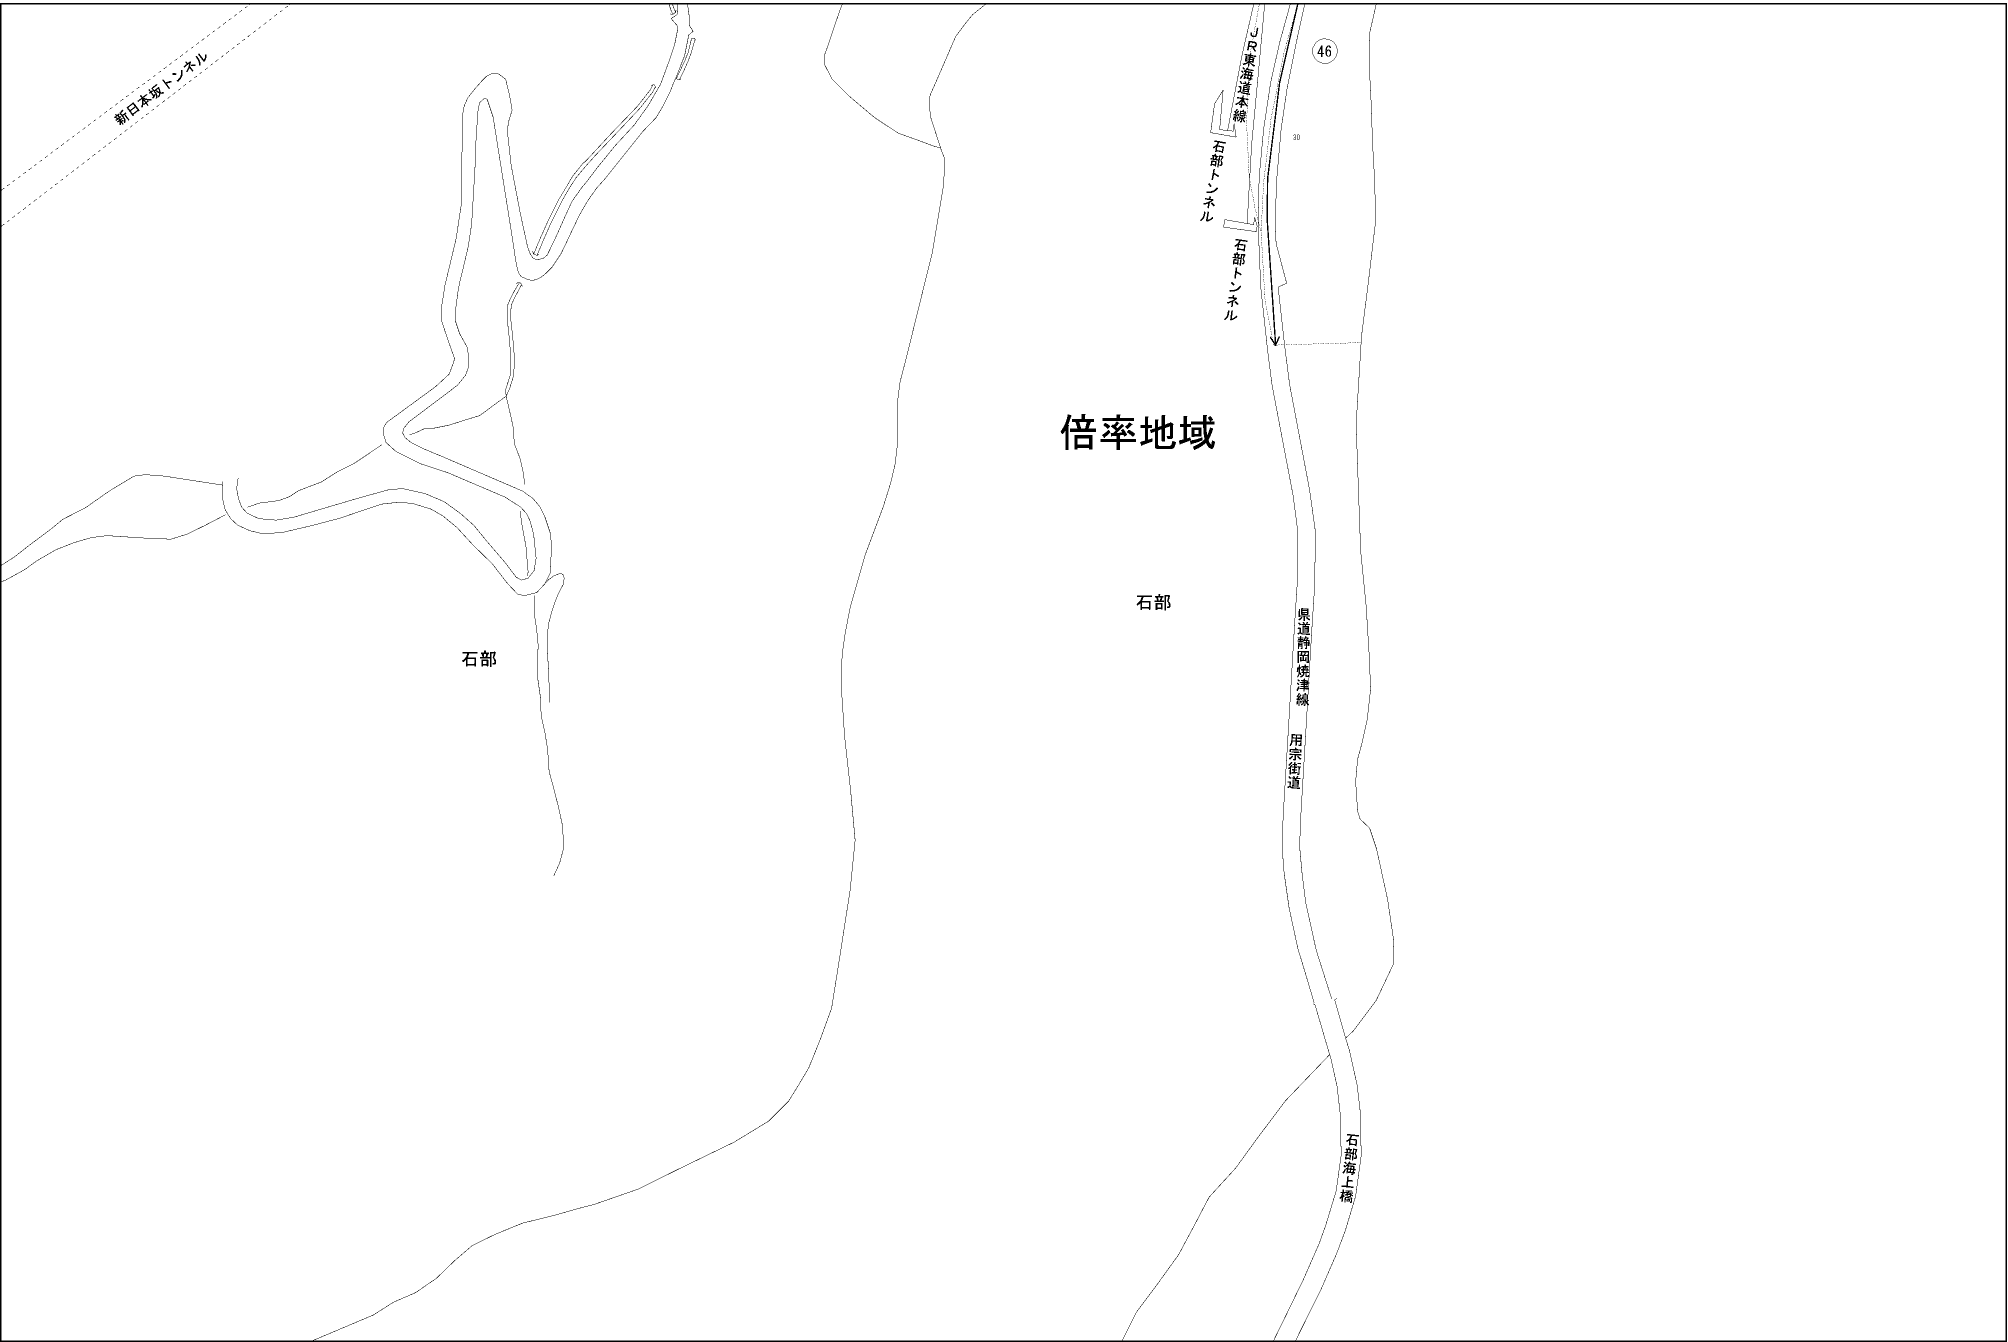 新日本坂トンネル
JR東海道本線
46
30
石部トンネル
石部トンネル
倍率地域
石部
石部
県道静岡焼津線
用宗街道
石部海上橋